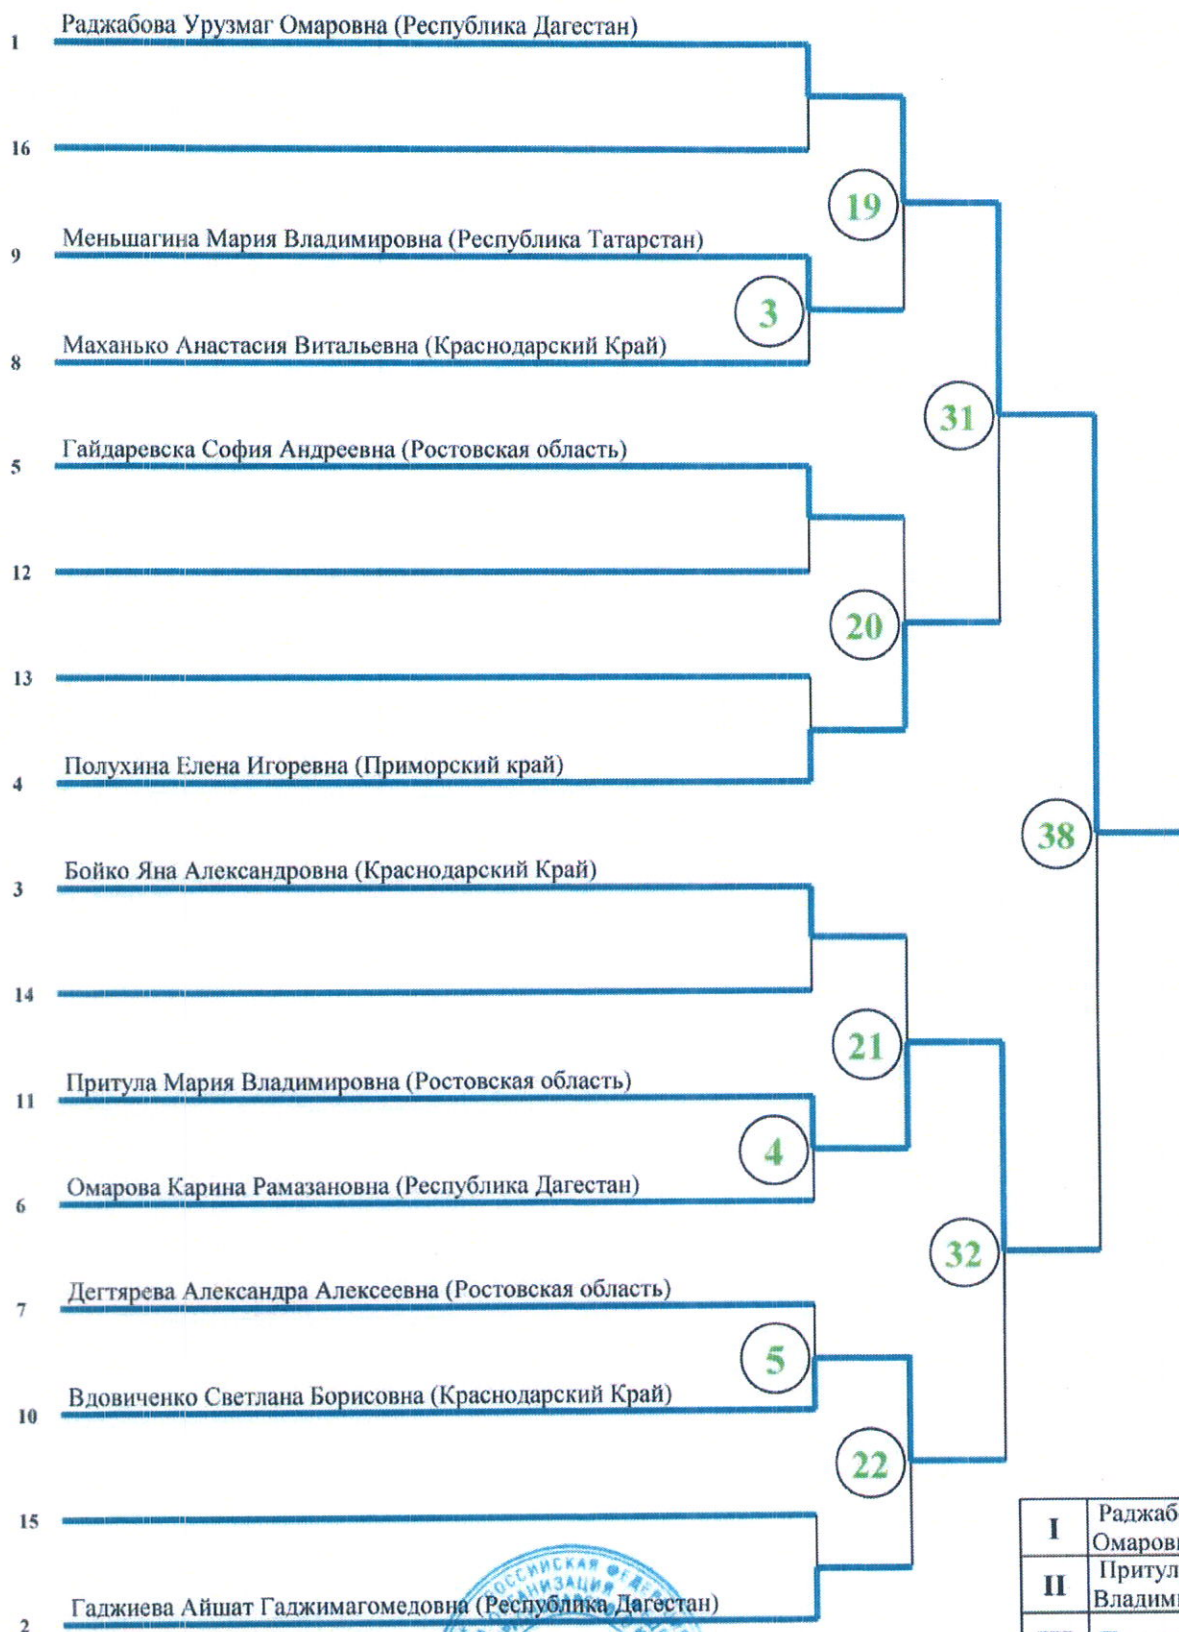 Раджабова Урузмаг Омаровна (Республика Дагестан)
1
16
19
Меньшагина Мария Владимировна (Республика Татарстан)
9
3
Маханько Анастасия Витальевна (Краснодарский Край)
8
31
Гайдаревска София Андреевна (Ростовская область)
5
12
20
13
Полухина Елена Игоревна (Приморский край)
4
38
Бойко Яна Александровна (Краснодарский Край)
3
14
21
Притула Мария Владимировна (Ростовская область)
11
4
Омарова Карина Рамазановна (Республика Дагестан)
6
32
Дегтярева Александра Алексеевна (Ростовская область)
7
5
Вдовиченко Светлана Борисовна (Краснодарский Край)
10
22
15
I
Раджаб
Омаров
II
Притул
Владим
Гаджиева Айшат Гаджимагомедовна (Республика Дагестан)
2